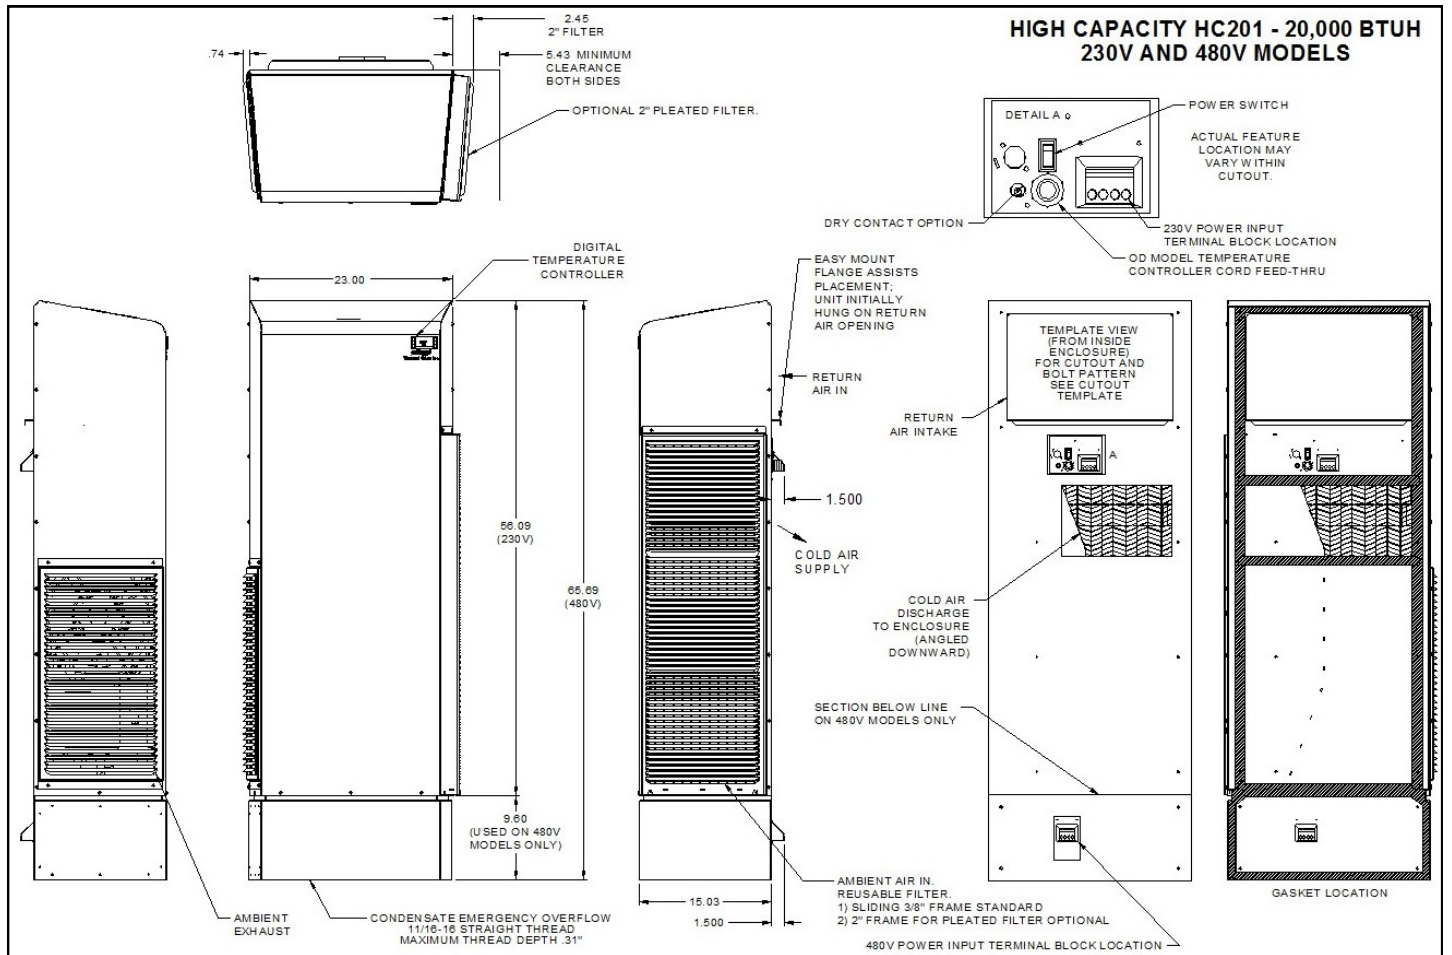 HIGH CAPACITY HC201 - 20,000 BTUH
230V AND 480V MODELS
2.45
2" FILTER
.74
5.43 MINIMUM
CLEARANCE
BOTH SIDES
OPTIONAL 2" PLEATED FILTER.
DETAIL A
POWER SWITCH
ACTUAL FEATURE
LOCATION MAY
VARY WITHIN
CUTOUT.
DRY CONTACT OPTION
230V POWER INPUT
TERMINAL BLOCK LOCATION
OD MODEL TEMPERATURE
CONTROLLER CORD FEED-THRU
DIGITAL
TEMPERATURE
CONTROLLER
23.00
EASY MOUNT
FLANGE ASSISTS
PLACEMENT;
UNIT INITIALLY
HUNG ON RETURN
AIR OPENING
RETURN
AIR IN
TEMPLATE VIEW
(FROM INSIDE
ENCLOSURE)
FOR CUTOUT AND
BOLT PATTERN
SEE CUTOUT
TEMPLATE
RETURN
AIR INTAKE
A
1.500
56.09
(230V)
COLD AIR
SUPPLY
65.69
(480V)
COLD AIR
DISCHARGE
TO ENCLOSURE
(ANGLED
DOWNWARD)
SECTION BELOW LINE
ON 480V MODELS ONLY
9.60
(USED ON 480V
MODELS ONLY)
AMBIENT
EXHAUST
CONDENSATE EMERGENCY OVERFLOW
11/16-16 STRAIGHT THREAD
MAXIMUM THREAD DEPTH .31"
15.03
1.500
AMBIENT AIR IN.
REUSABLE FILTER.
1) SLIDING 3/8" FRAME STANDARD
2) 2" FRAME FOR PLEATED FILTER OPTIONAL
480V POWER INPUT TERMINAL BLOCK LOCATION
GASKET LOCATION